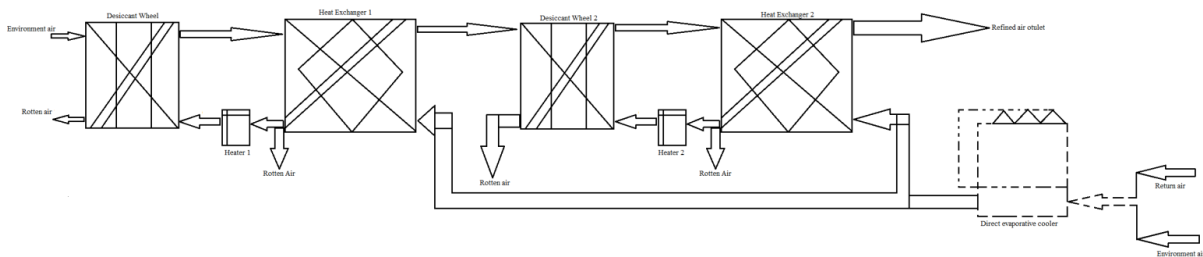 Desiccant Wheel
Heat Exchanger 1
Desiccant Wheel 2
Heat Exchanger 2
Environment air
Refined air otulet
Rotten air
Heater 1
Rotten Air
Rotten air
Heater 2
Rotten Air
Return air
Direct evaporative cooler
Environment air